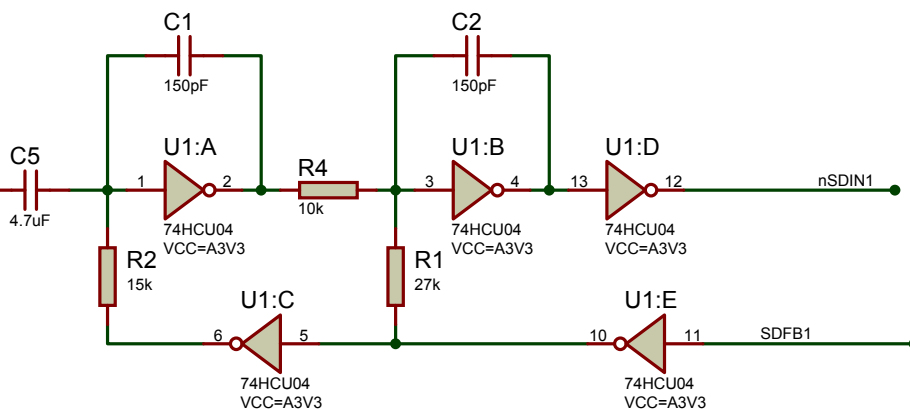 C1
150pF
C2
150pF
C5
4.7uF
U1:A
1
2
74HCU04
VCC=A3V3
R4
10k
U1:B
3
4
74HCU04
VCC=A3V3
U1:D
13
12
74HCU04
VCC=A3V3
nSDIN1
R2
15k
R1
27k
U1:C
6
5
74HCU04
VCC=A3V3
U1:E
10
11
74HCU04
VCC=A3V3
SDFB1